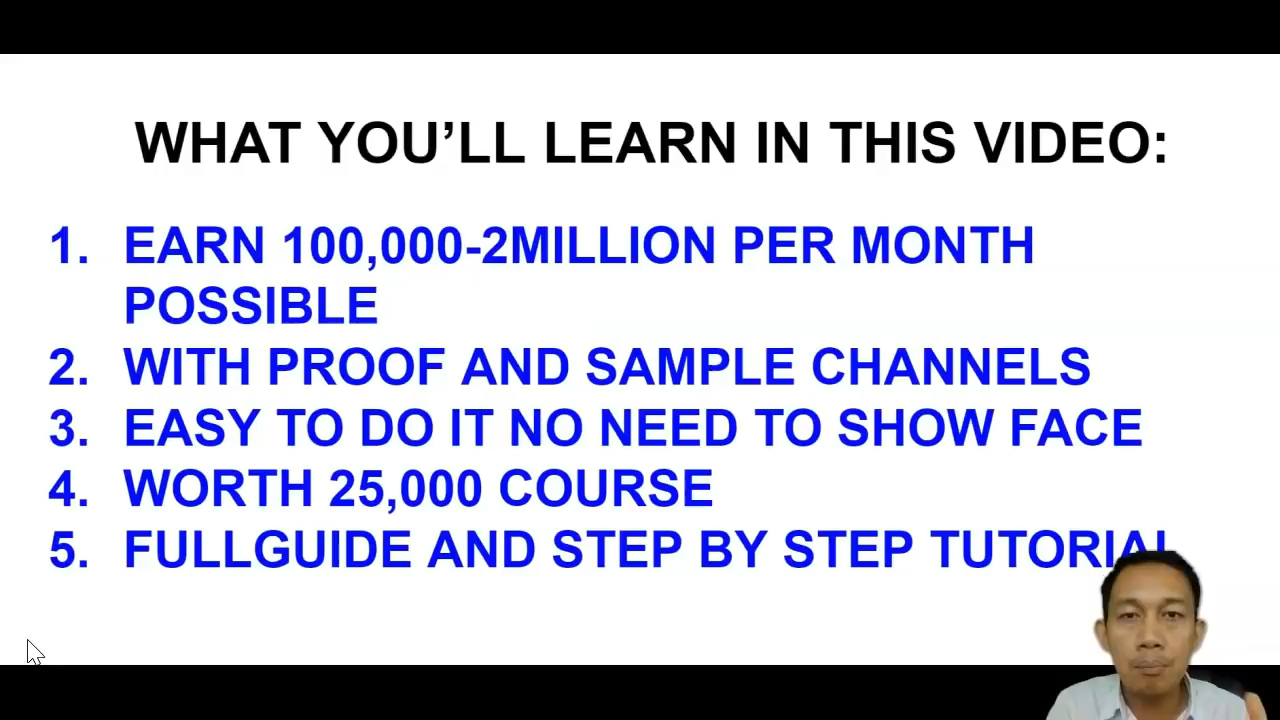 WHAT YOU’LL LEARN IN THIS VIDEO:
1. EARN 100,000-2MILLION PER MONTH
POSSIBLE
2. WITH PROOF AND SAMPLE CHANNELS
3. EASY TO DO IT NO NEED TO SHOW FACE
4. WORTH 25,000 COURSE
5. FULLGUIDE AND STEP BY STEP TUTORIAL